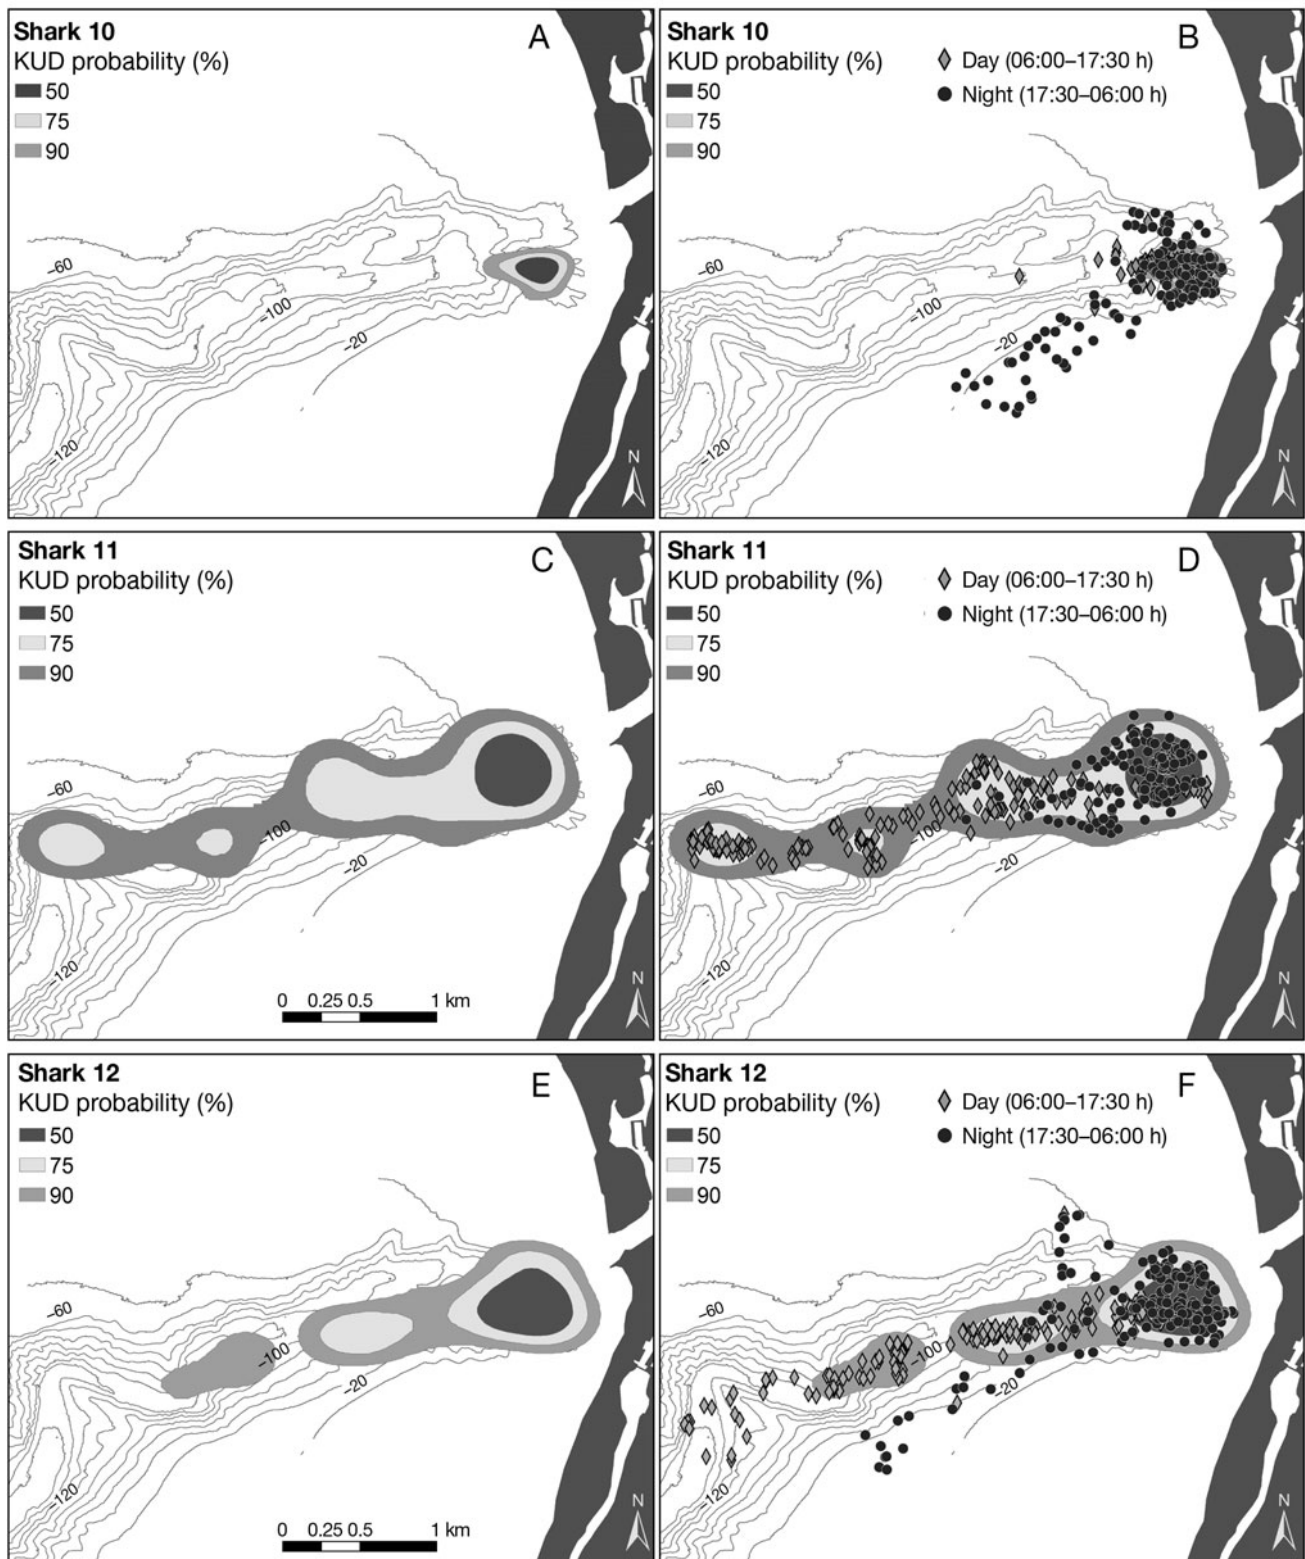 Shark 10
A
KUD probability (%)
50
75
90
−60
−100
−20
−120
N
Shark 10
B
KUD probability (%)
50
75
90
Day (06:00–17:30 h)
Night (17:30–06:00 h)
−60
−100
−20
−120
N
Shark 11
C
KUD probability (%)
50
75
90
−60
−100
−20
−120
0 0.25 0.5 1 km
N
Shark 11
D
KUD probability (%)
50
75
90
Day (06:00–17:30 h)
Night (17:30–06:00 h)
−60
−100
−20
−120
N
Shark 12
E
KUD probability (%)
50
75
90
−60
−100
−20
−120
0 0.25 0.5 1 km
N
Shark 12
F
KUD probability (%)
50
75
90
Day (06:00–17:30 h)
Night (17:30–06:00 h)
−60
−100
−20
−120
N